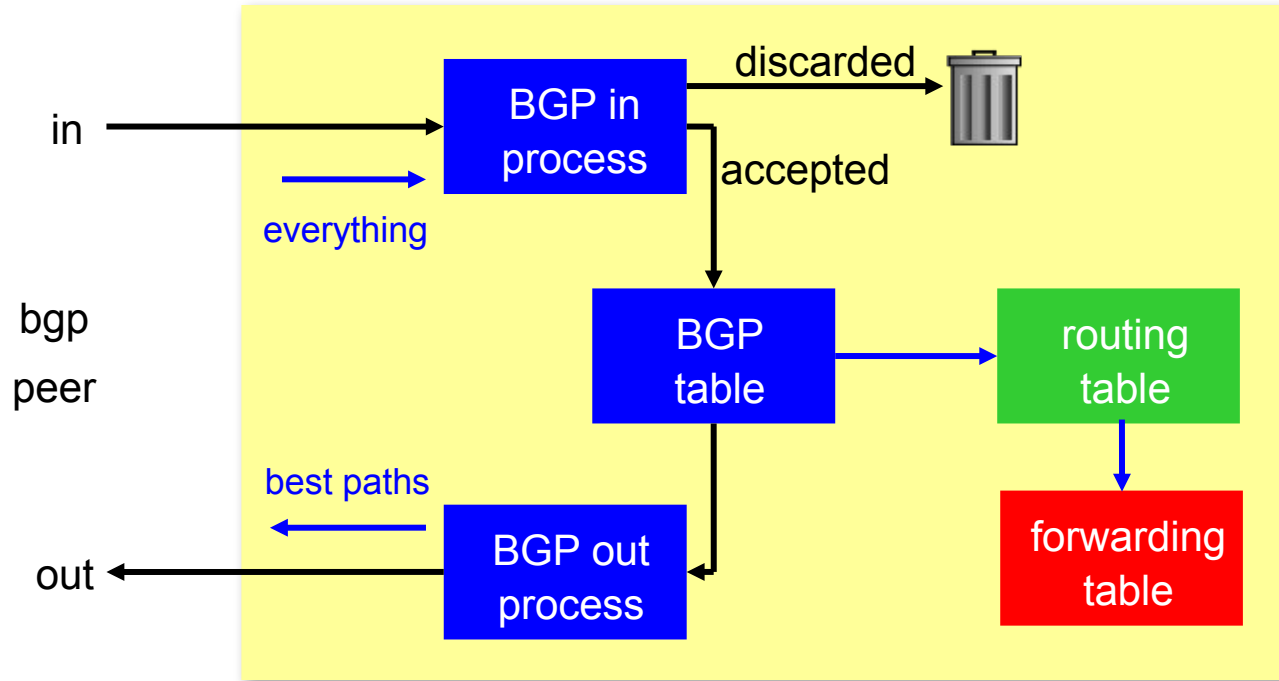 discarded
BGP in
process
in
accepted
everything
bgp
peer
BGP
table
routing
table
best paths
BGP out
process
out
forwarding
table